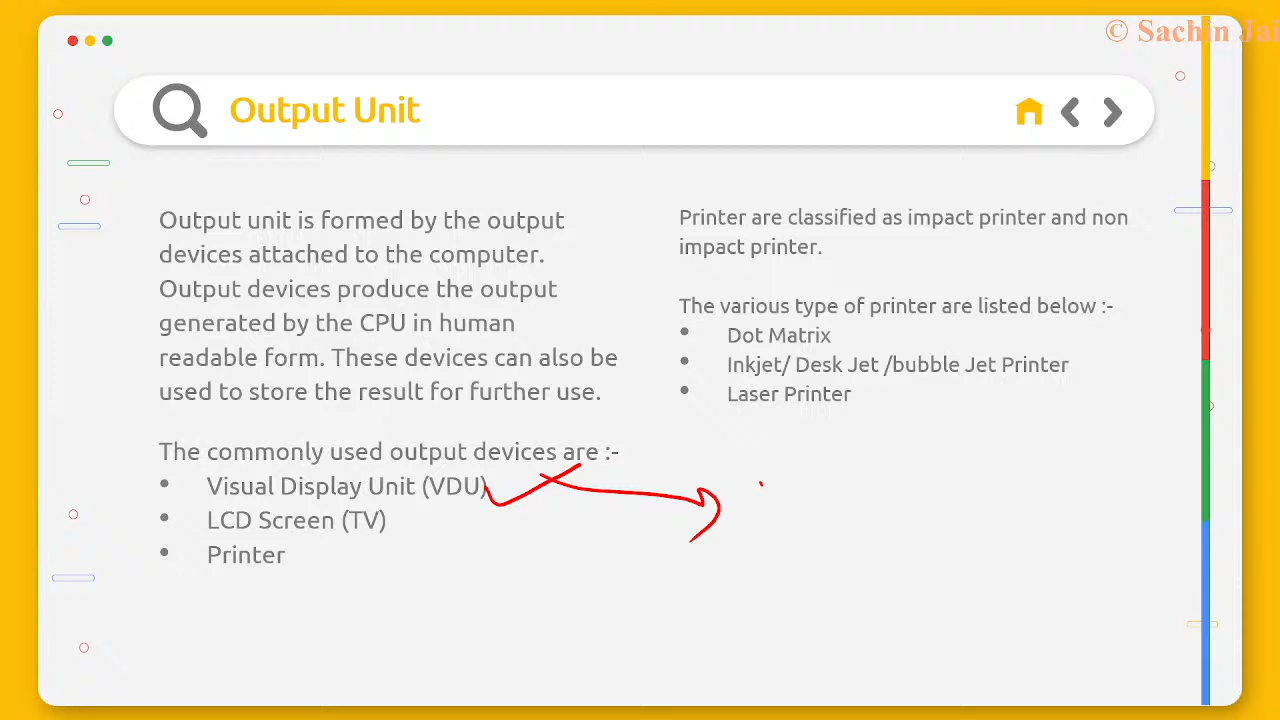 © Sachin Jai
Output Unit
Output unit is formed by the output
devices attached to the computer.
Output devices produce the output
generated by the CPU in human
readable form. These devices can also be
used to store the result for further use.
The commonly used output devices are :-
• Visual Display Unit (VDU)
• LCD Screen (TV)
• Printer
Printer are classified as impact printer and non
impact printer.
The various type of printer are listed below :-
• Dot Matrix
• Inkjet/ Desk Jet /bubble Jet Printer
• Laser Printer